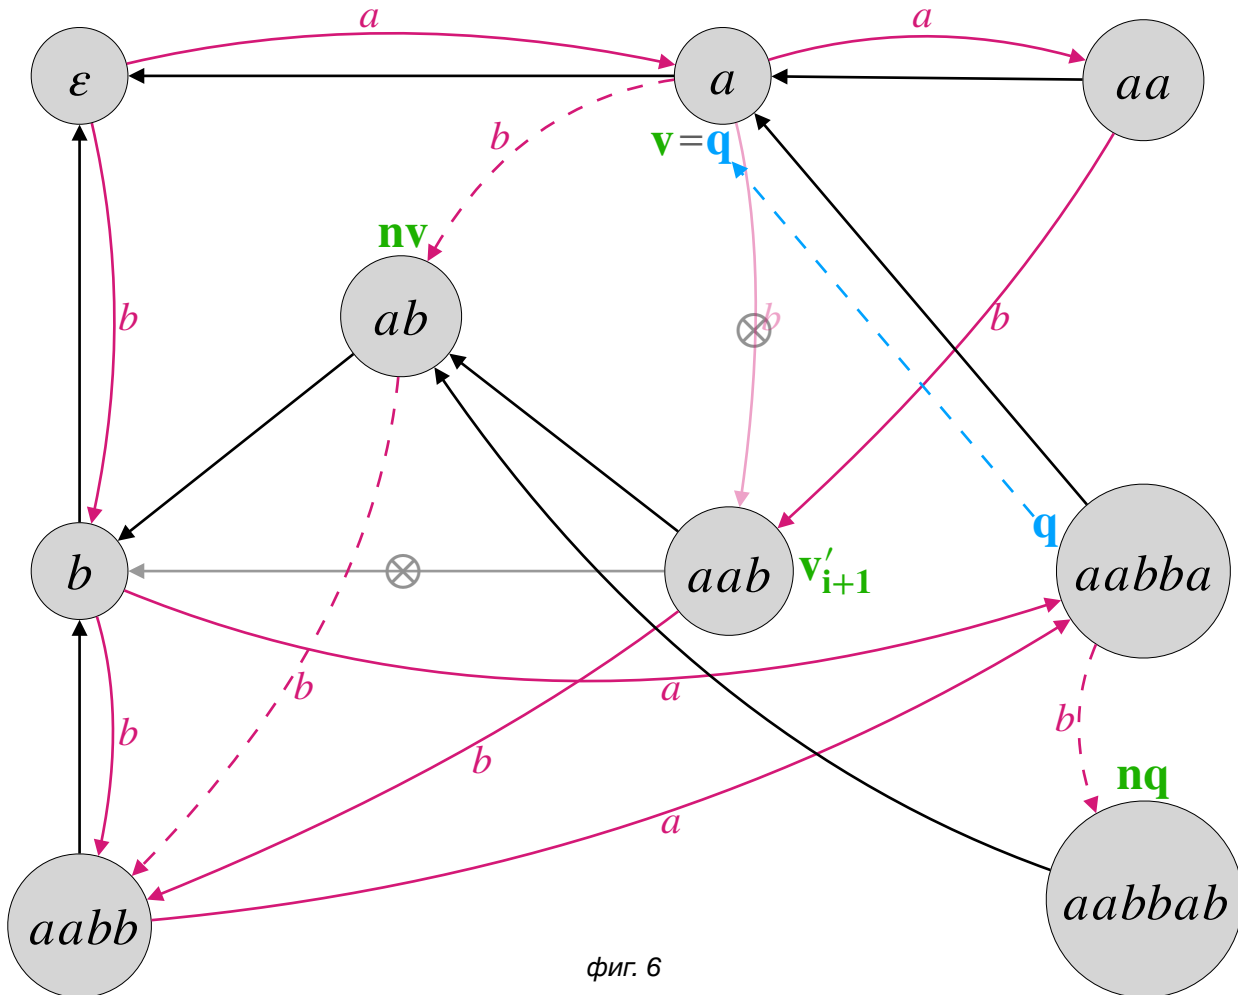 a a
ε a aa
b v = q
nv
b ab b b
q
b aab v′i+1 aabba
b b b a b
nq
a
aabb aabbab
фиг. 6